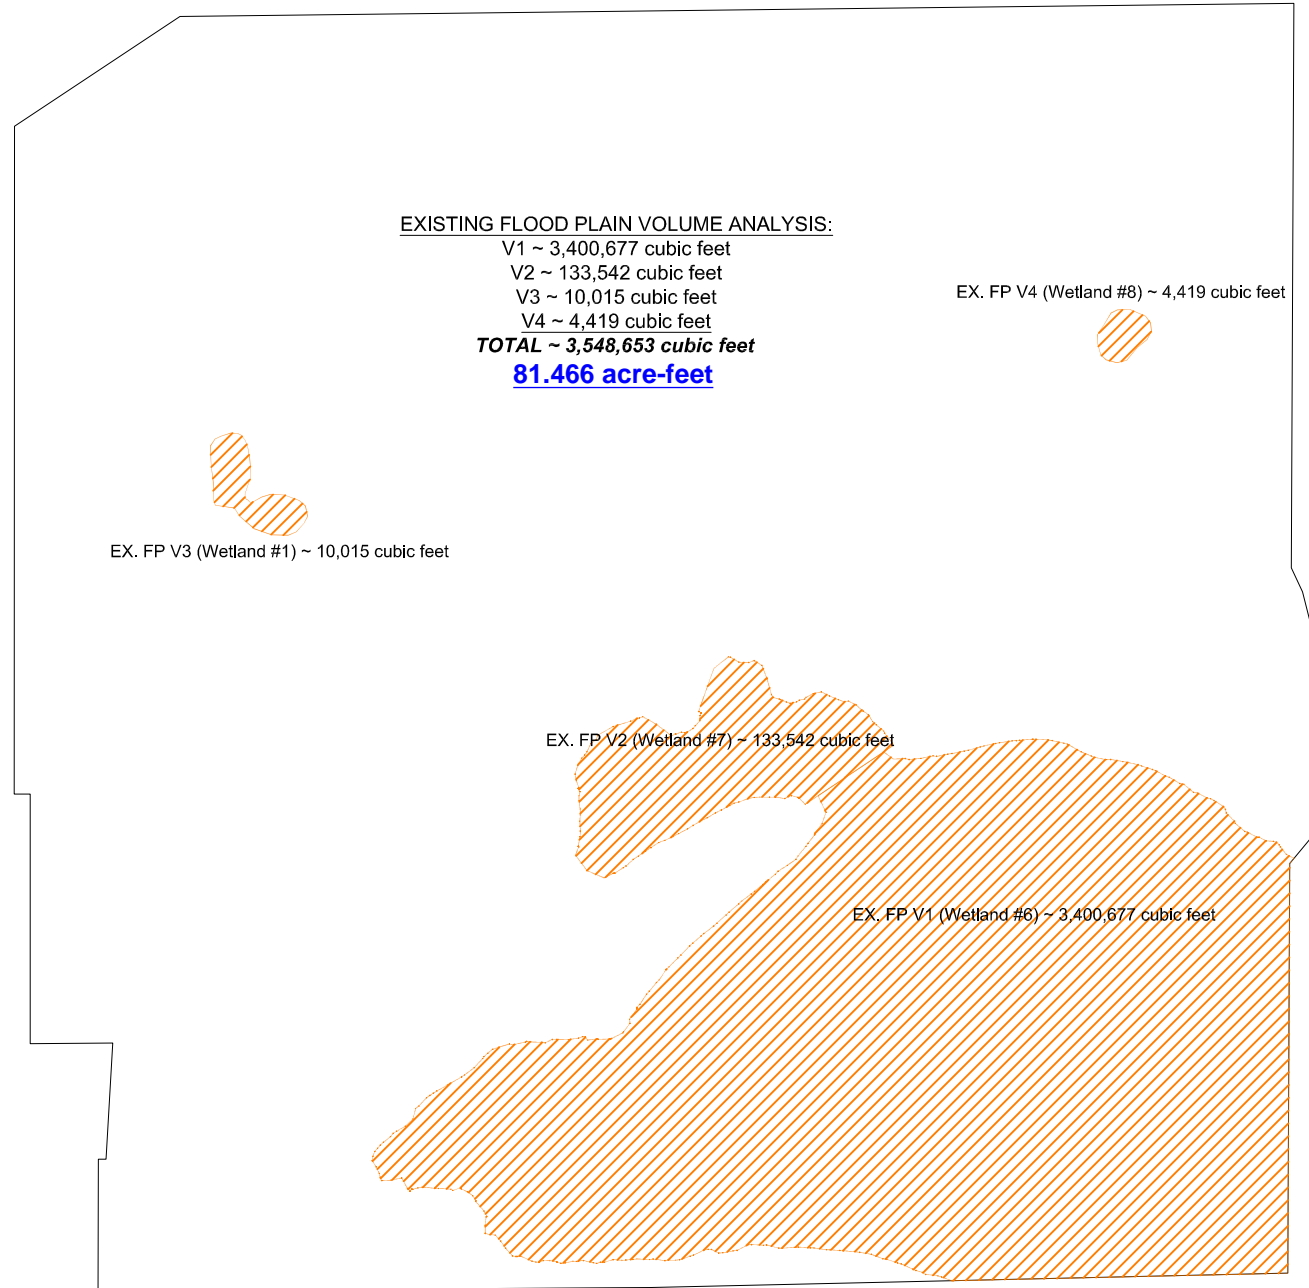 EXISTING FLOOD PLAIN VOLUME ANALYSIS:
V1 ~ 3,400,677 cubic feet
V2 ~ 133,542 cubic feet
V3 ~ 10,015 cubic feet
V4 ~ 4,419 cubic feet
TOTAL ~ 3,548,653 cubic feet
81.466 acre-feet
EX. FP V4 (Wetland #8) ~ 4,419 cubic feet
EX. FP V3 (Wetland #1) ~ 10,015 cubic feet
EX. FP V2 (Wetland #7) ~ 133,542 cubic feet
EX. FP V1 (Wetland #6) ~ 3,400,677 cubic feet